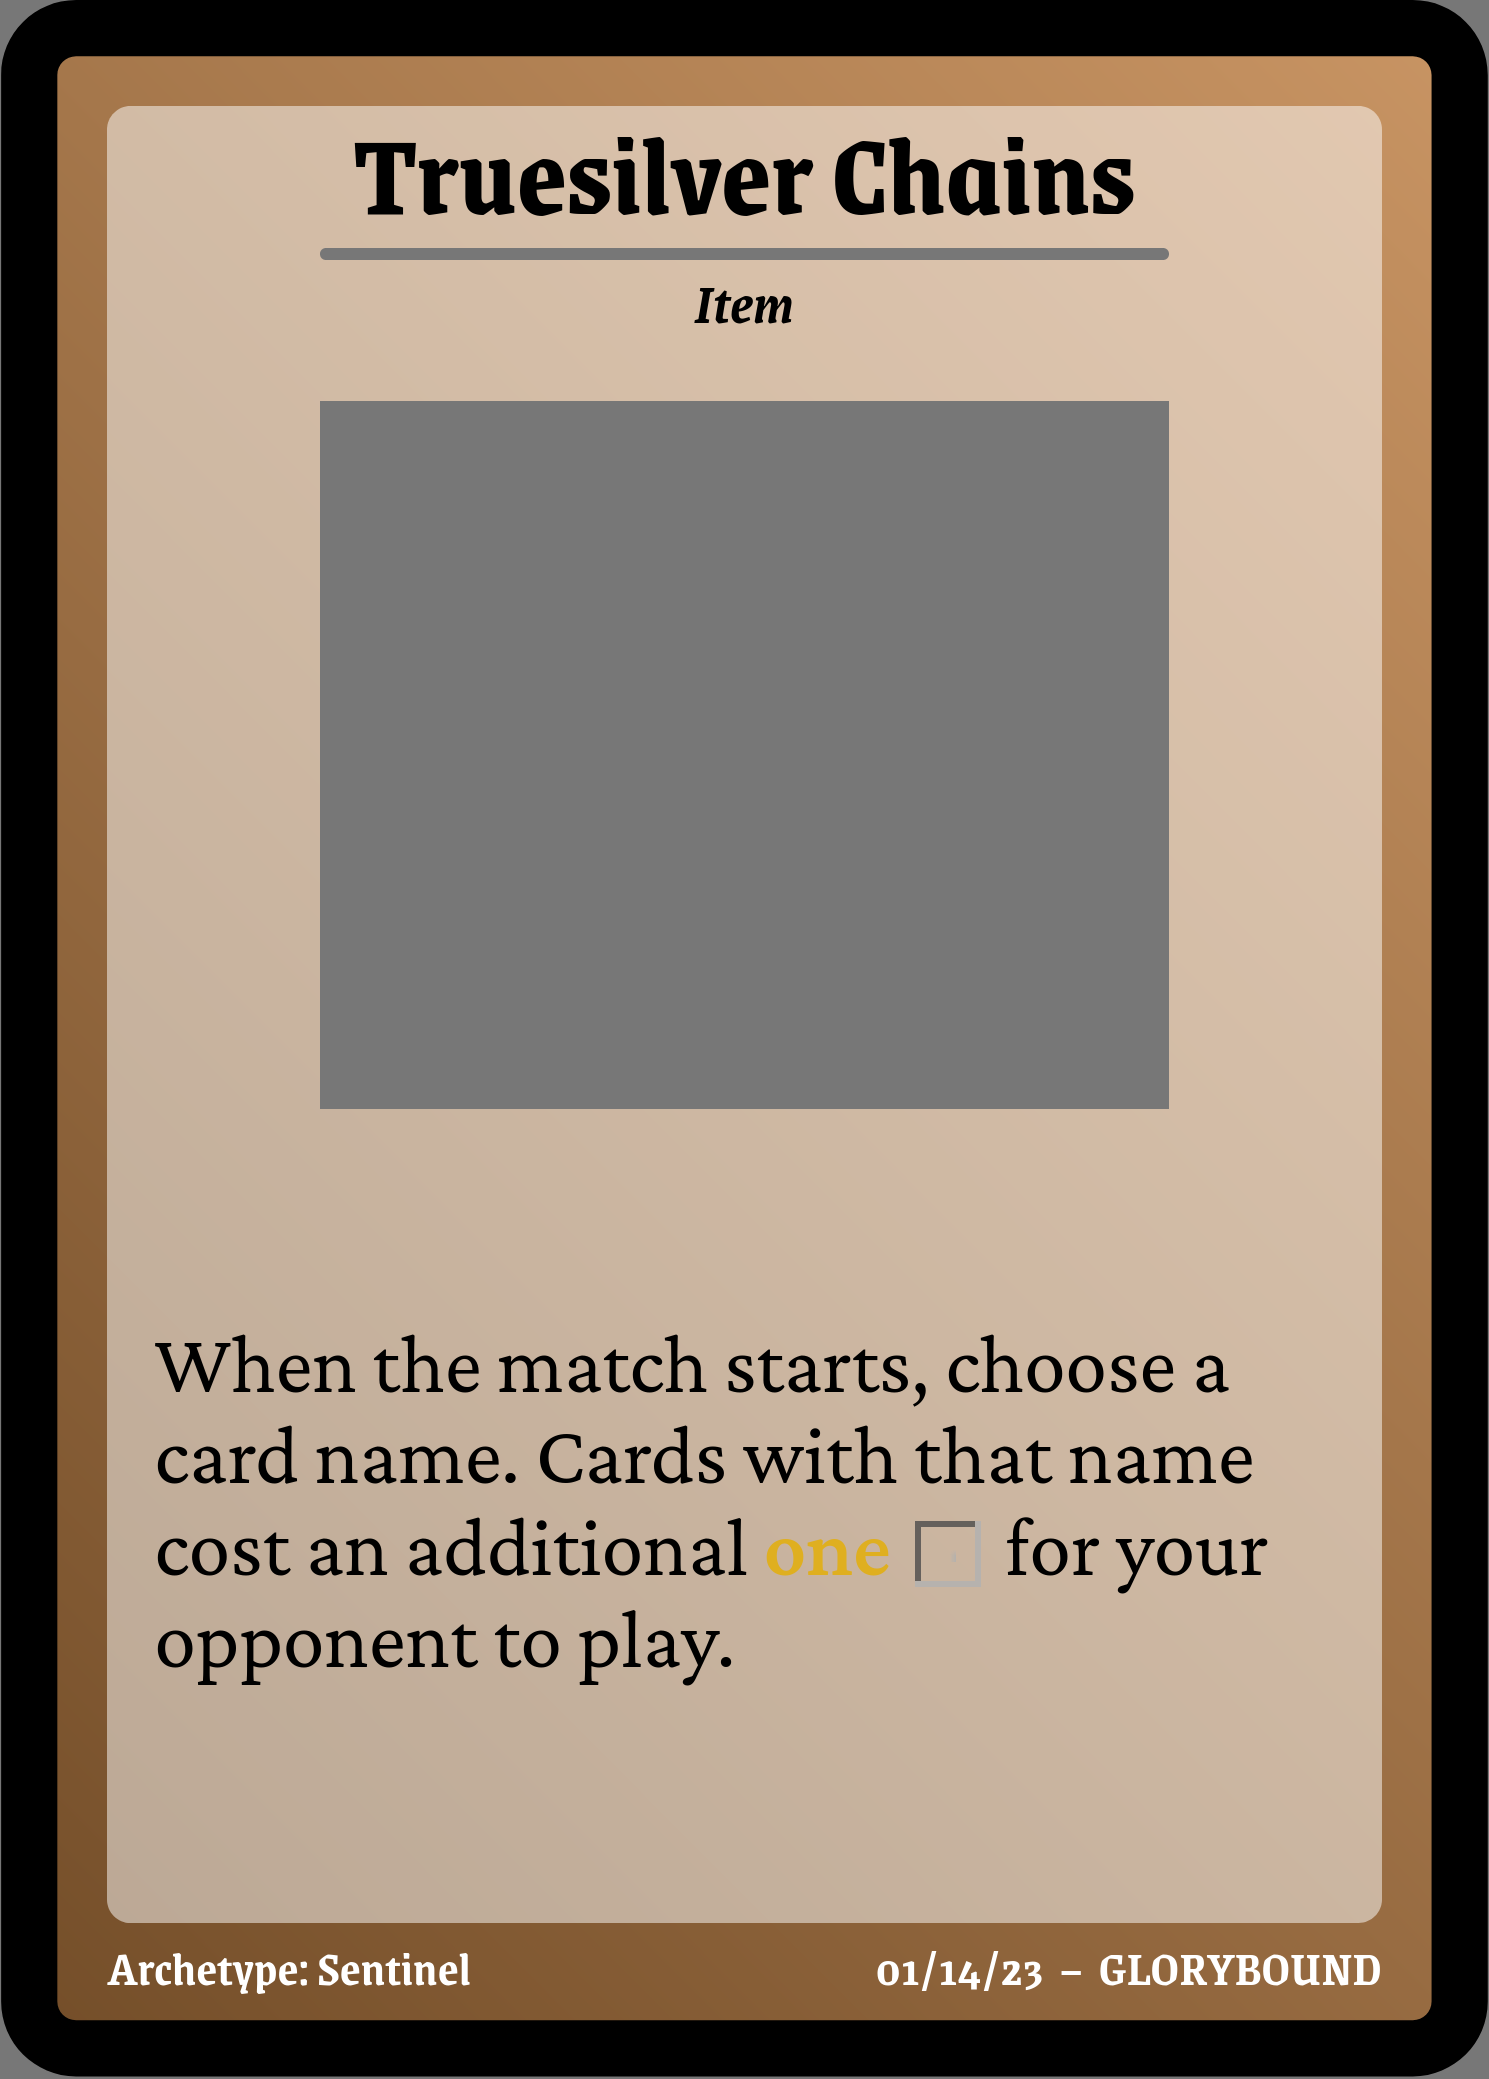 Truesilver Chains
Item
When the match starts, choose a
card name. Cards with that name
cost an additional one for your
opponent to play.
Archetype: Sentinel
01/14/23 – GLORYBOUND